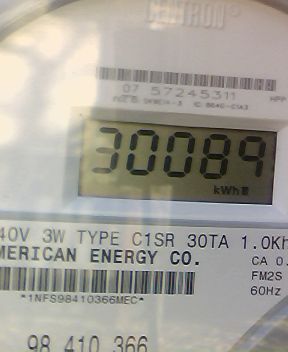 CENTRON®
07 57245311
30089
kWh
40V 3W TYPE C1SR 30TA 1.0Kh
MERICAN ENERGY CO.
CA 0.
FM2S
60Hz
*1NFS98410366MEC*
98 410 366